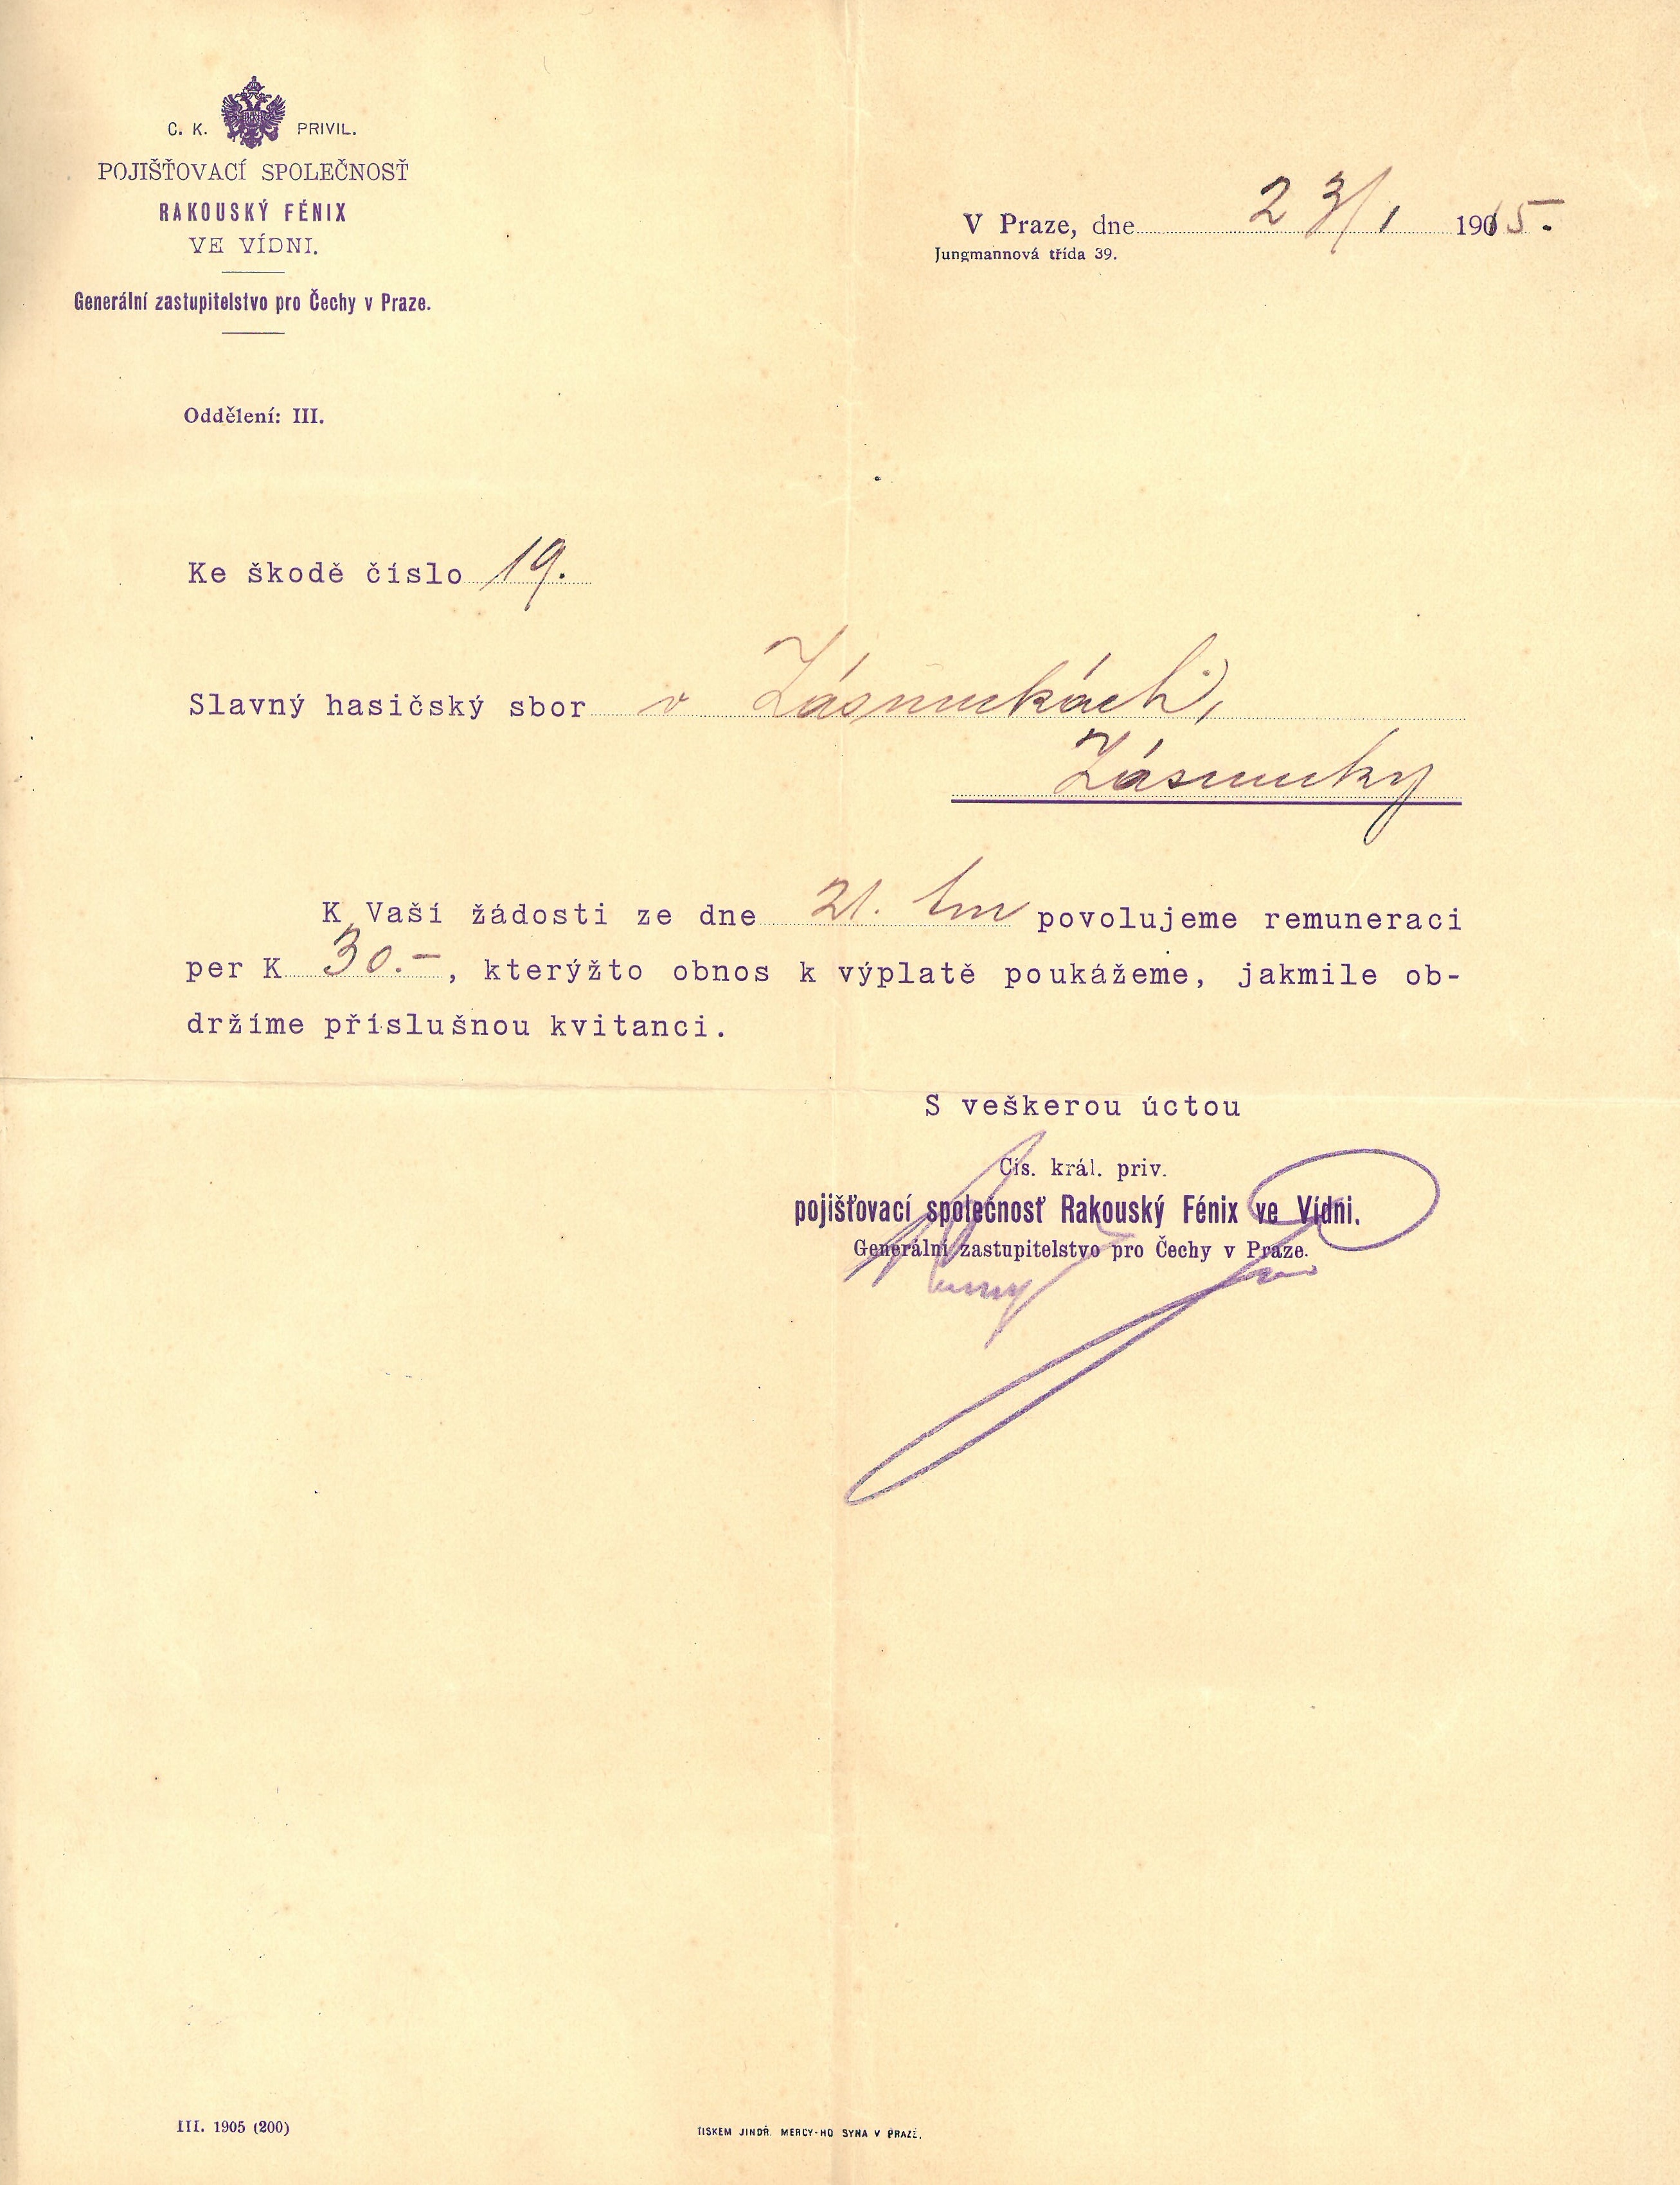 C. K. PRIVIL.
POJIŠŤOVACÍ SPOLEČNOSŤ
RAKOUSKÝ FÉNIX
VE VÍDNI.
Generální zastupitelstvo pro Čechy v Praze.
V Praze, dne 23/1 1915.
Jungmannová třída 39.
Oddělení: III.
Ke škodě číslo 19.
Slavný hasičský sbor v Zásmukách,
Zásmuky
K Vaší žádosti ze dne 21. tm povolujeme remuneraci
per K 30.-, kterýžto obnos k výplatě poukážeme, jakmile ob-
držíme příslušnou kvitanci.
S veškerou úctou
Cís. král. priv.
pojišťovací společnosť Rakouský Fénix ve Vídni.
Generální zastupitelstvo pro Čechy v Praze.
III. 1905 (200)
TISKEM JINDŘ. MERCY-HO SYNA V PRAZE.